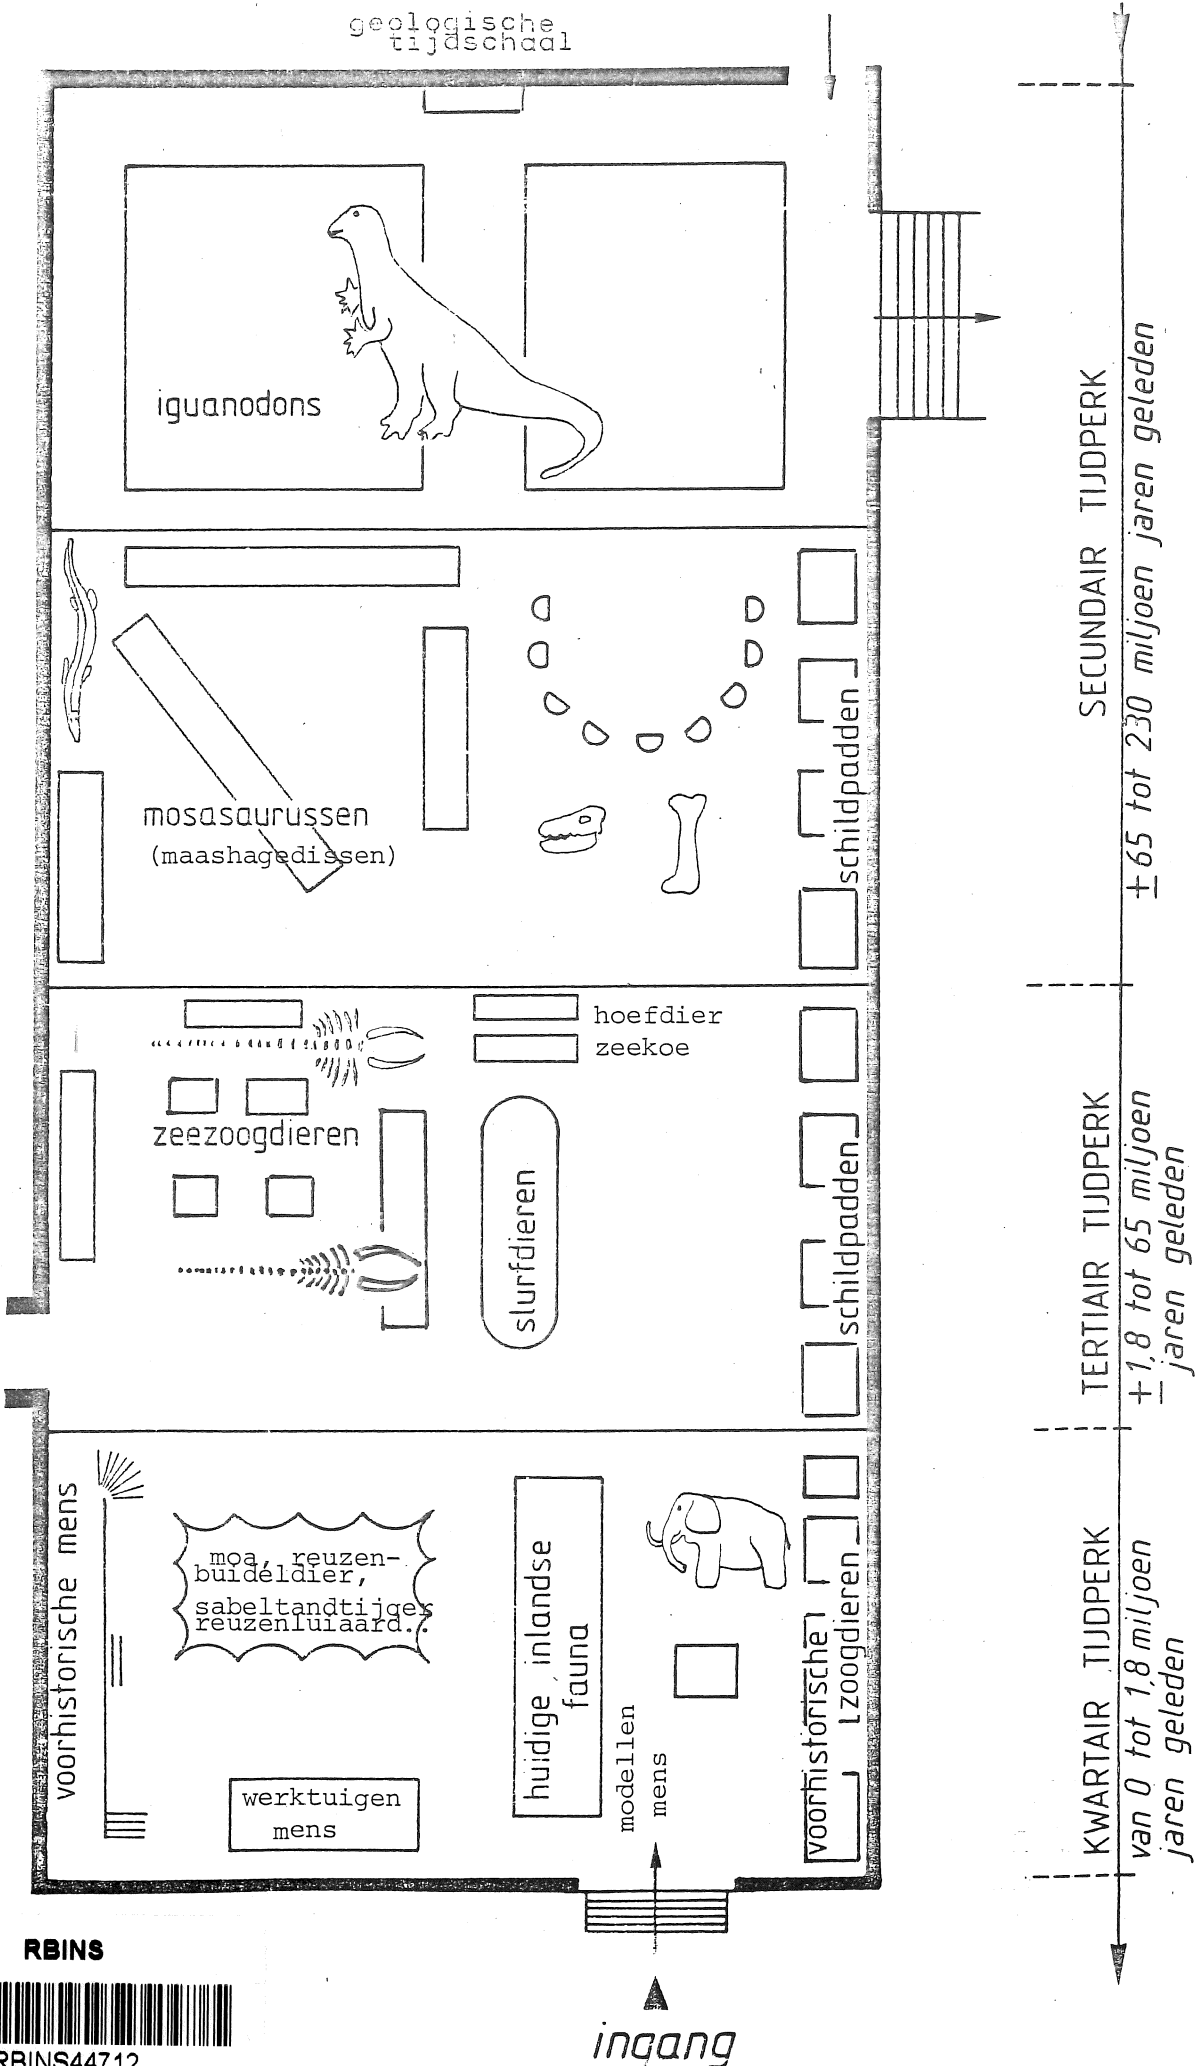 geologische
tijdschaal
iguanodons
SECUNDAIR TIJDPERK
±65 tot 230 miljoen jaren geleden
mosasaurussen
(maashagedissen)
schildpadden
hoefdier
zeekoe
zeezoogdieren
slurfdieren
schildpadden
TERTIAIR TIJDPERK
±1,8 tot 65 miljoen
jaren geleden
voorhistorische mens
moa, reuzen-
buideldier,
sabeltandtijger
reuzenluiaard..
huidige inlandse
fauna
voorhistorische
zoogdieren
modellen
mens
werktuigen
mens
KWARTAIR TIJDPERK
van 0 tot 1,8 miljoen
jaren geleden
RBINS
RBINS44712
ingang